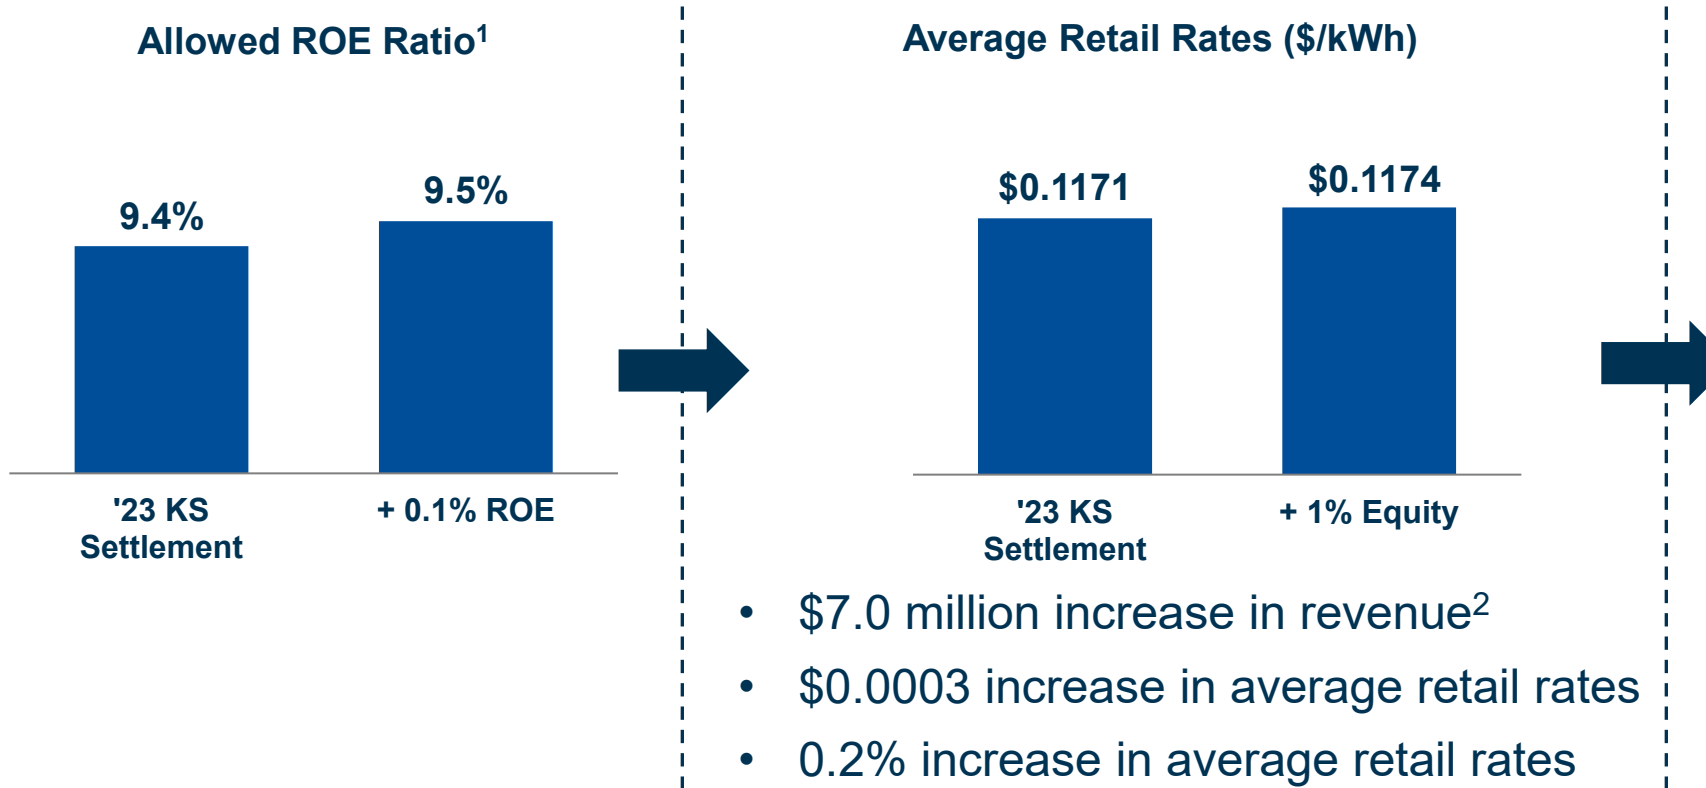 Allowed ROE Ratio¹
9.4%
9.5%
'23 KS
Settlement
+ 0.1% ROE
Average Retail Rates ($/kWh)
$0.1171
$0.1174
'23 KS
Settlement
+ 1% Equity
• $7.0 million increase in revenue²
• $0.0003 increase in average retail rates
• 0.2% increase in average retail rates